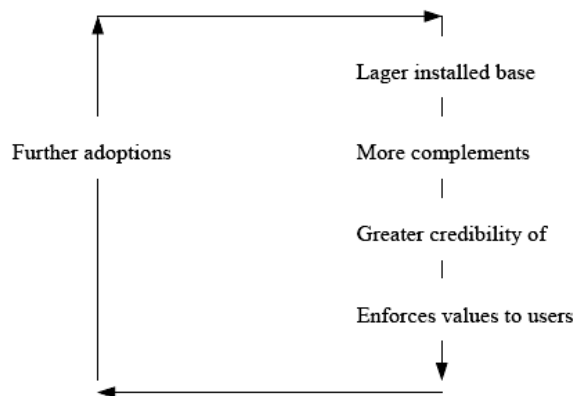 Lager installed base
Further adoptions
More complements
Greater credibility of
Enforces values to users